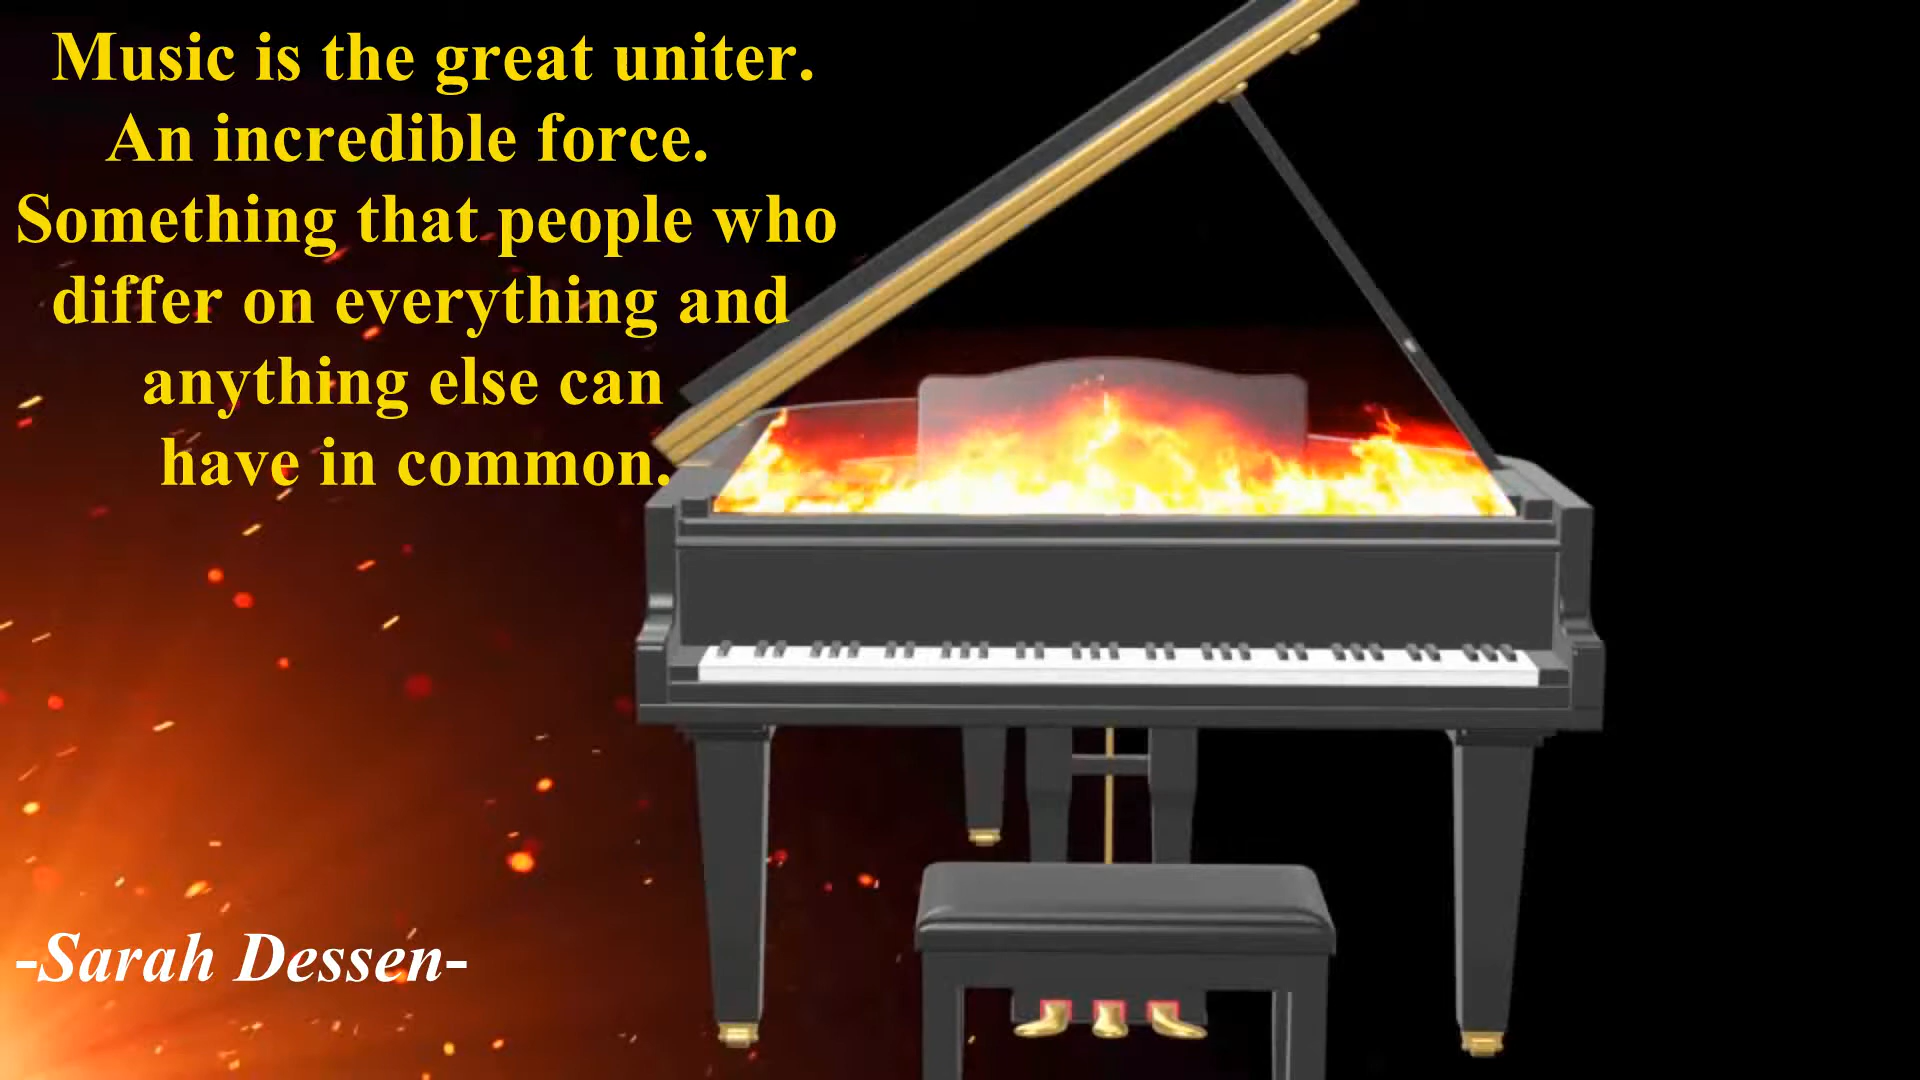 Music is the great uniter.
An incredible force.
Something that people who
differ on everything and
anything else can
have in common.
-Sarah Dessen-